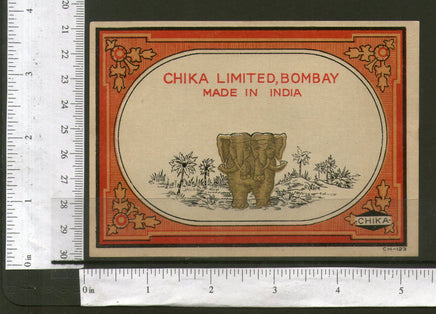 CHIKA LIMITED, BOMBAY
MADE IN INDIA
CHIKA
CH-123